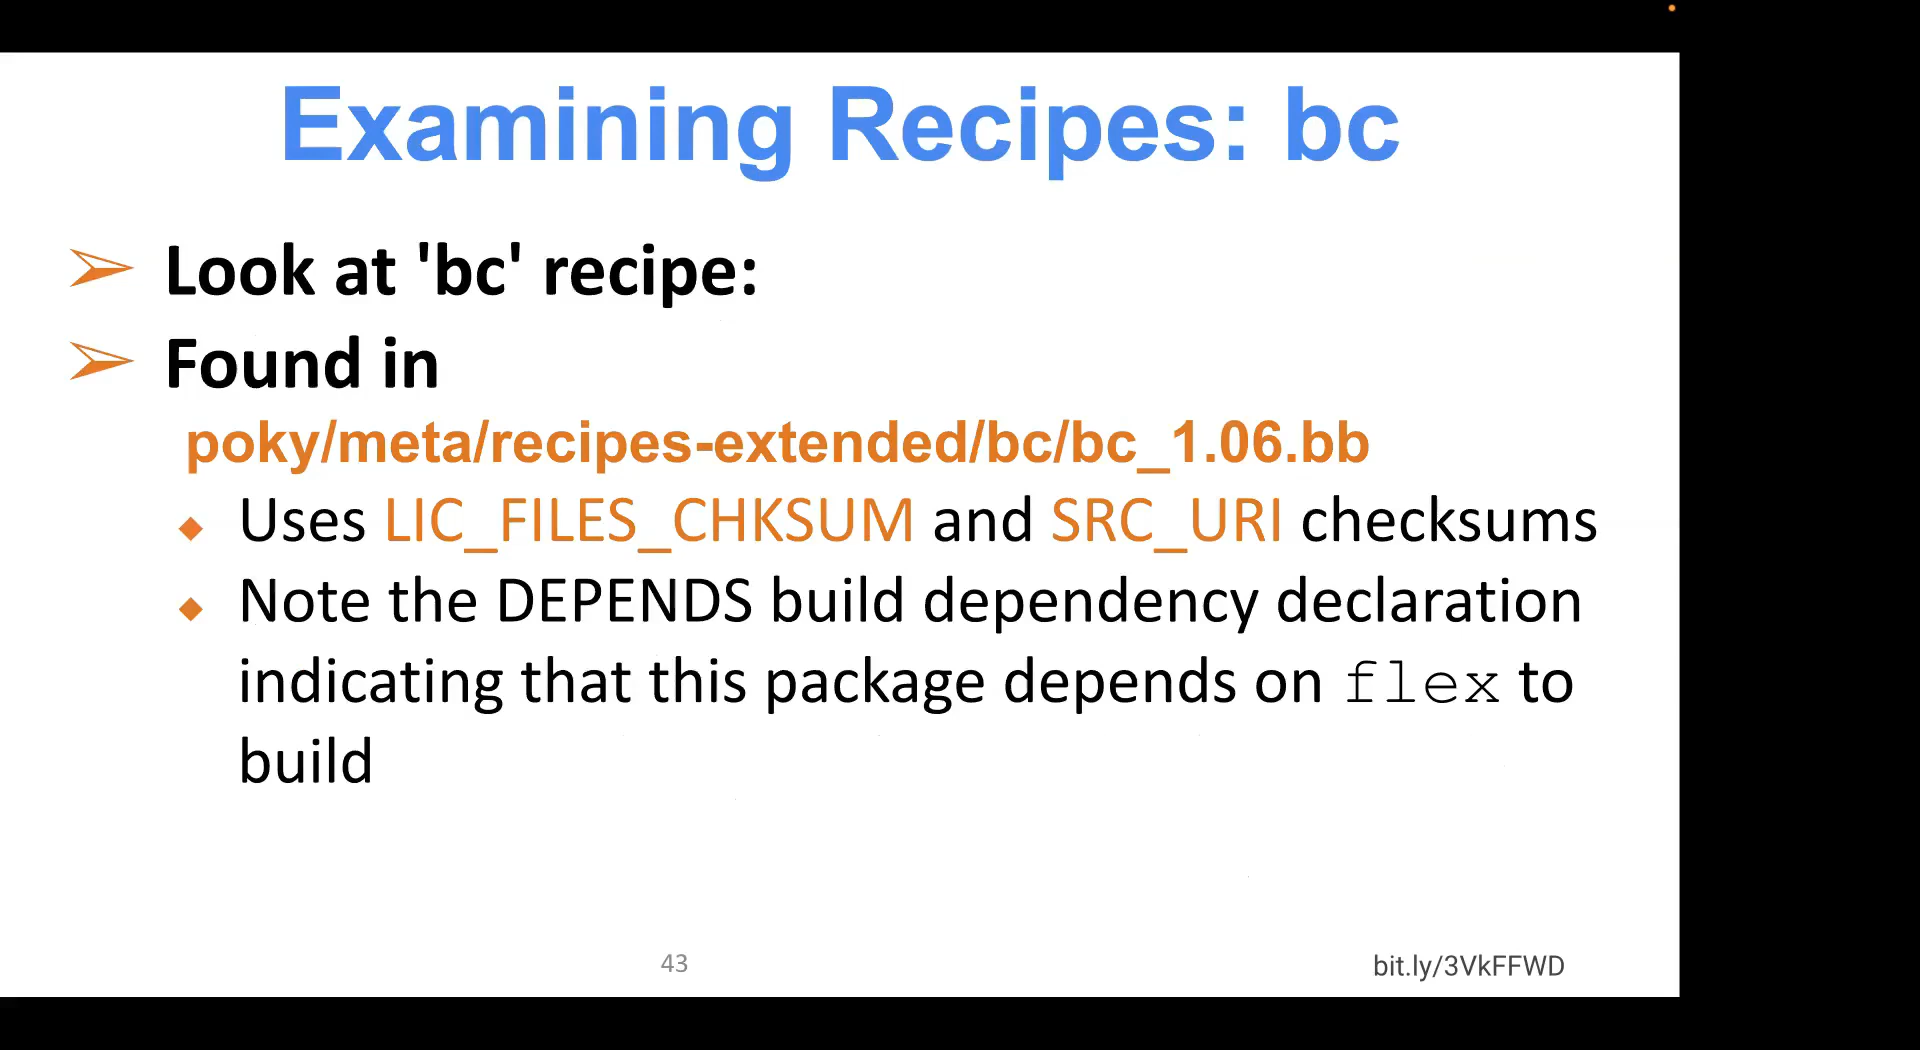 Examining Recipes: bc
Look at 'bc' recipe:
Found in
poky/meta/recipes-extended/bc/bc_1.06.bb
Uses LIC_FILES_CHKSUM and SRC_URI checksums
Note the DEPENDS build dependency declaration
indicating that this package depends on flex to
build
43
bit.ly/3VkFFWD